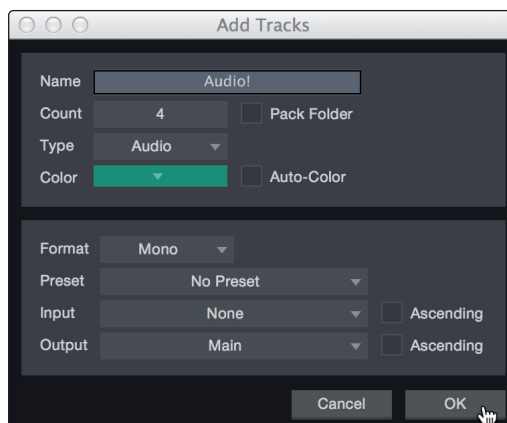 Add Tracks
Name Audio!
Count 4 Pack Folder
Type Audio
Color Auto-Color
Format Mono
Preset No Preset
Input None Ascending
Output Main Ascending
Cancel OK